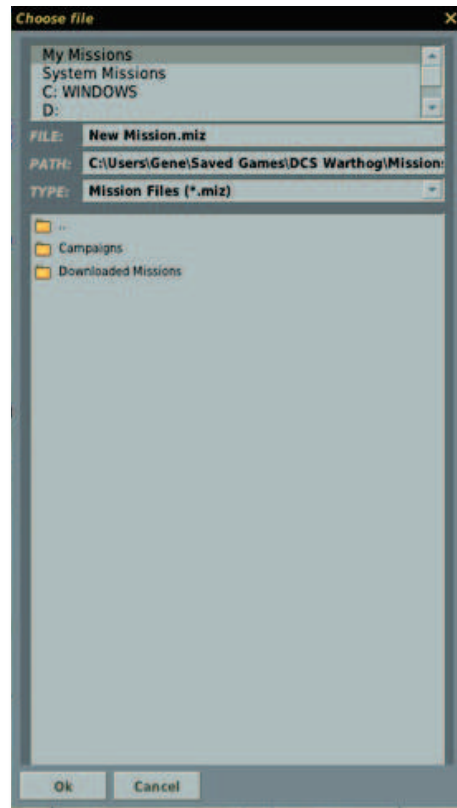 Choose file
My Missions
System Missions
C: WINDOWS
D:
FILE: New Mission.miz
PATH: C:\Users\Gene\Saved Games\DCS Warthog\Mission:
TYPE: Mission Files (*.miz)
..
Campaigns
Downloaded Missions
Ok Cancel